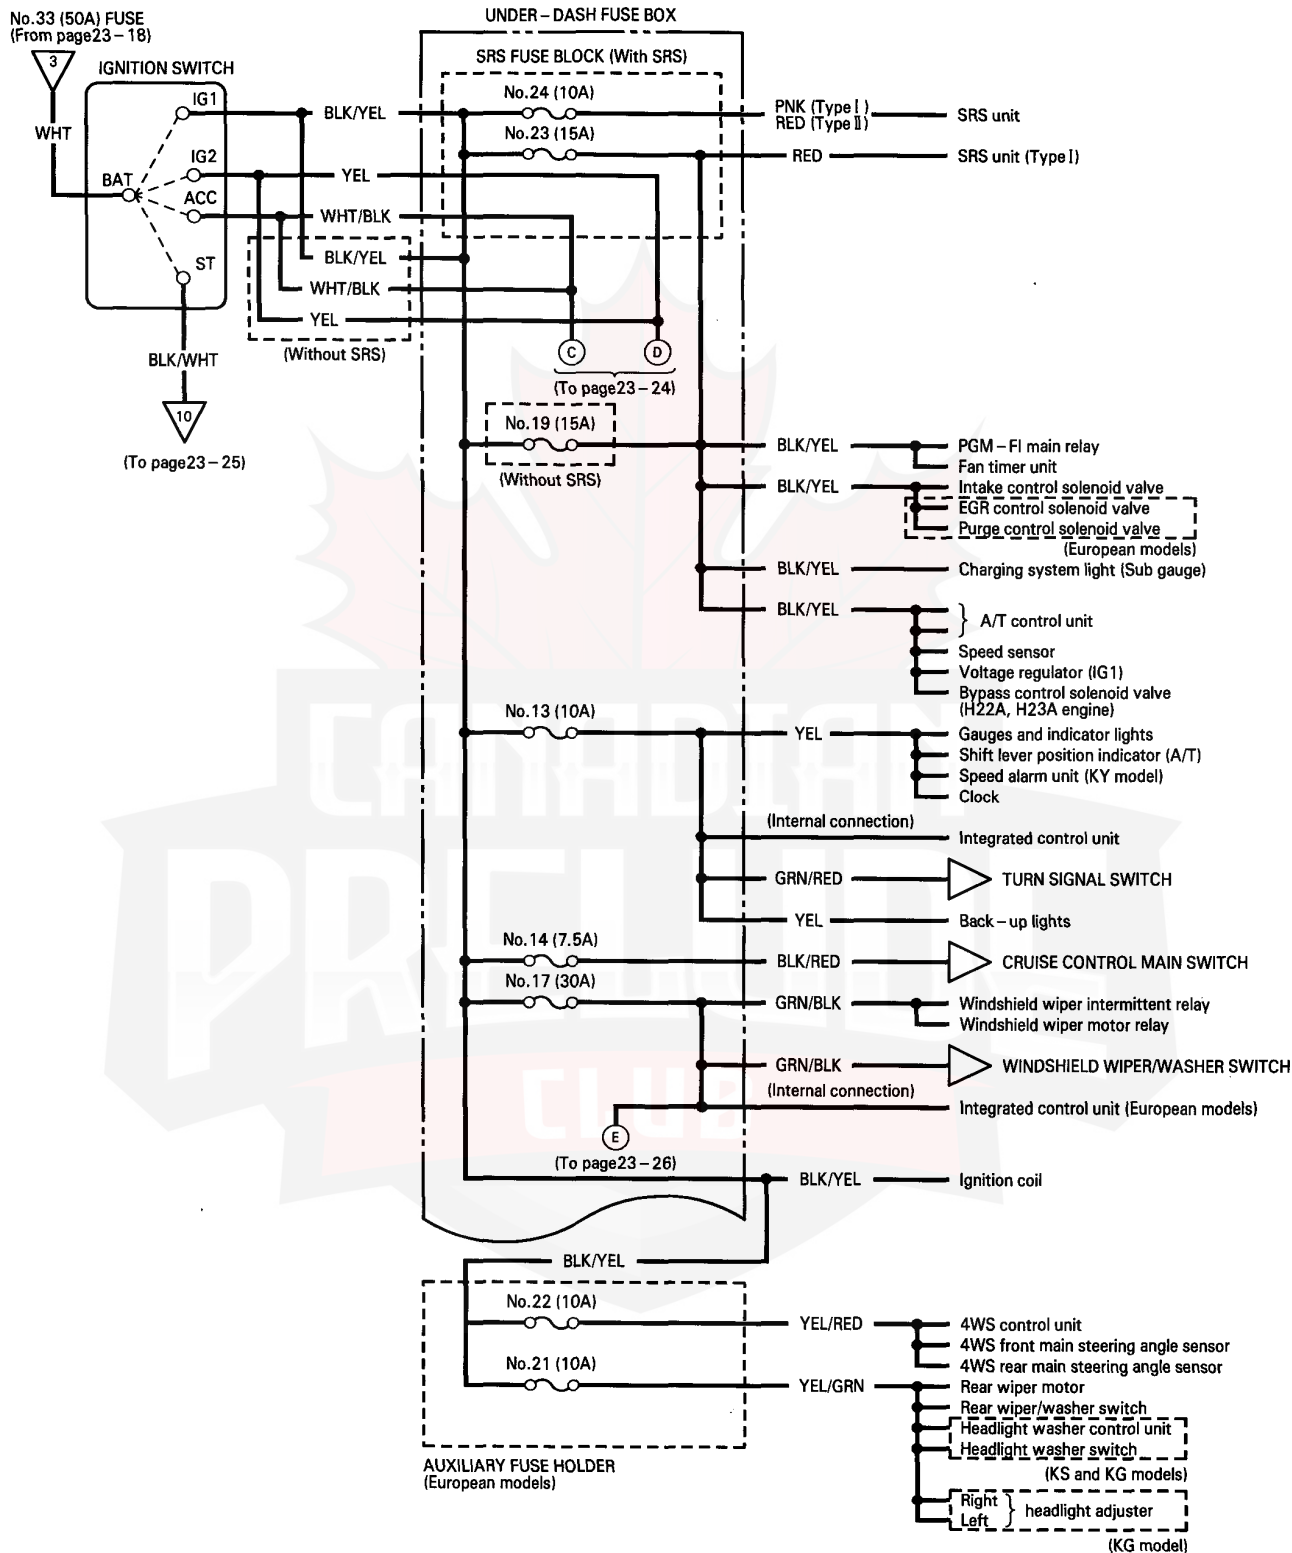 No.33 (50A) FUSE
(From page23-18)
UNDER-DASH FUSE BOX
3
IGNITION SWITCH
SRS FUSE BLOCK (With SRS)
IG1
BLK/YEL
No.24 (10A)
PNK (Type I)
RED (Type II)
SRS unit
WHT
No.23 (15A)
RED
SRS unit (Type I)
IG2
YEL
BAT
ACC
WHT/BLK
ST
BLK/YEL
WHT/BLK
YEL
(Without SRS)
C
D
BLK/WHT
(To page23-24)
10
(To page23-25)
No.19 (15A)
(Without SRS)
BLK/YEL
PGM-FI main relay
Fan timer unit
BLK/YEL
Intake control solenoid valve
EGR control solenoid valve
Purge control solenoid valve
(European models)
BLK/YEL
Charging system light (Sub gauge)
BLK/YEL
A/T control unit
Speed sensor
Voltage regulator (IG1)
Bypass control solenoid valve
(H22A, H23A engine)
CANADIAN
PRELUDE
CLUB
No.13 (10A)
YEL
Gauges and indicator lights
Shift lever position indicator (A/T)
Speed alarm unit (KY model)
Clock
(Internal connection)
Integrated control unit
GRN/RED
TURN SIGNAL SWITCH
YEL
Back-up lights
No.14 (7.5A)
BLK/RED
CRUISE CONTROL MAIN SWITCH
No.17 (30A)
GRN/BLK
Windshield wiper intermittent relay
Windshield wiper motor relay
GRN/BLK
WINDSHIELD WIPER/WASHER SWITCH
(Internal connection)
Integrated control unit (European models)
E
(To page23-26)
BLK/YEL
Ignition coil
BLK/YEL
No.22 (10A)
YEL/RED
4WS control unit
4WS front main steering angle sensor
4WS rear main steering angle sensor
No.21 (10A)
YEL/GRN
Rear wiper motor
Rear wiper/washer switch
Headlight washer control unit
Headlight washer switch
(KS and KG models)
AUXILIARY FUSE HOLDER
(European models)
Right
Left
headlight adjuster
(KG model)